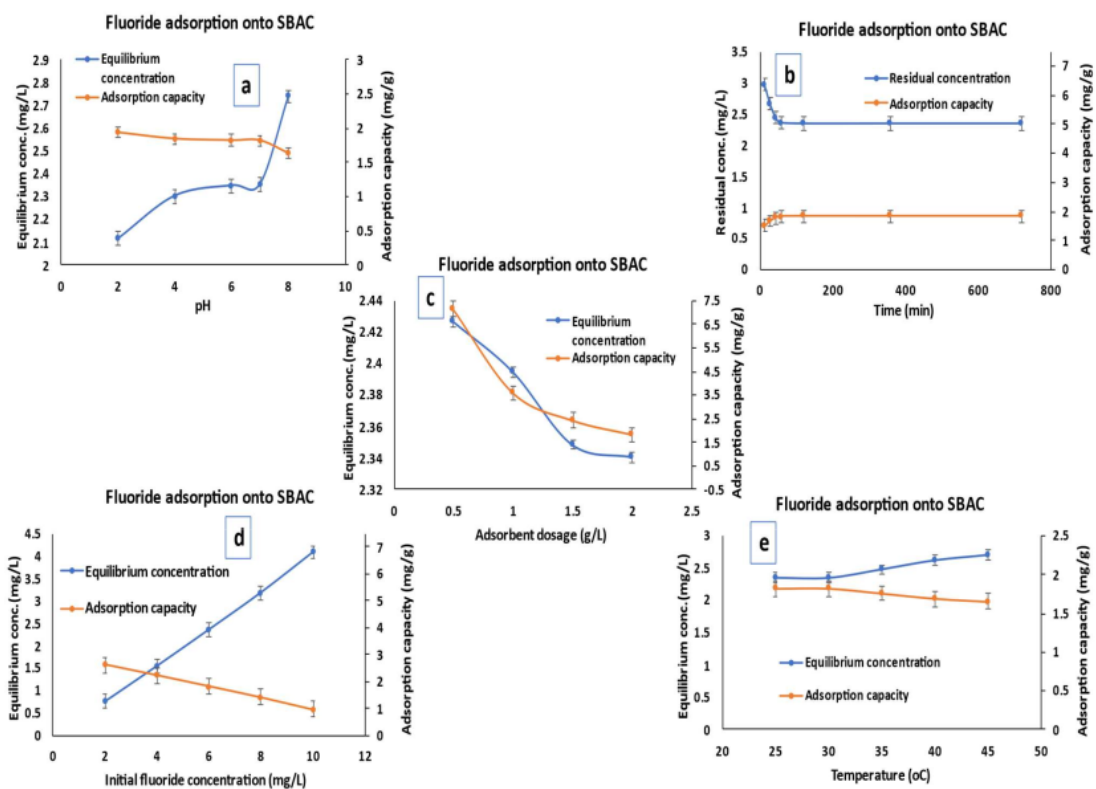 Fluoride adsorption onto SBAC
a
Equilibrium
concentration
Adsorption capacity
Equilibrium conc.(mg/L)
2.9
2.8
2.7
2.6
2.5
2.4
2.3
2.2
2.1
2
3
2.5
2
1.5
1
0.5
0
Adsorption capacity (mg/g)
0 2 4 6 8 10
pH
Fluoride adsorption onto SBAC
b
Residual concentration
Adsorption capacity
Residual conc.(mg/L)
3.5
3
2.5
2
1.5
1
0.5
0
7
6
5
4
3
2
1
0
Adsorption capacity (mg/g)
0 200 400 600 800
Time (min)
Fluoride adsorption onto SBAC
c
Equilibrium
concentration
Adsorption capacity
Equilibrium conc.(mg/L)
2.44
2.42
2.4
2.38
2.36
2.34
2.32
7.5
6.5
5.5
4.5
3.5
2.5
1.5
0.5
-0.5
Adsorption capacity (mg/g)
0 0.5 1 1.5 2 2.5
Adsorbent dosage (g/L)
Fluoride adsorption onto SBAC
d
Equilibrium concentration
Adsorption capacity
Equilibrium conc.(mg/L)
4.5
4
3.5
3
2.5
2
1.5
1
0.5
0
7
6
5
4
3
2
1
0
Adsorption capacity (mg/g)
0 2 4 6 8 10 12
Initial fluoride concentration (mg/L)
Fluoride adsorption onto SBAC
e
Equilibrium concentration
Adsorption capacity
Equilibrium conc.(mg/L)
3
2.5
2
1.5
1
0.5
0
2.5
2
1.5
1
0.5
0
Adsorption capacity (mg/g)
20 25 30 35 40 45 50
Temperature (oC)